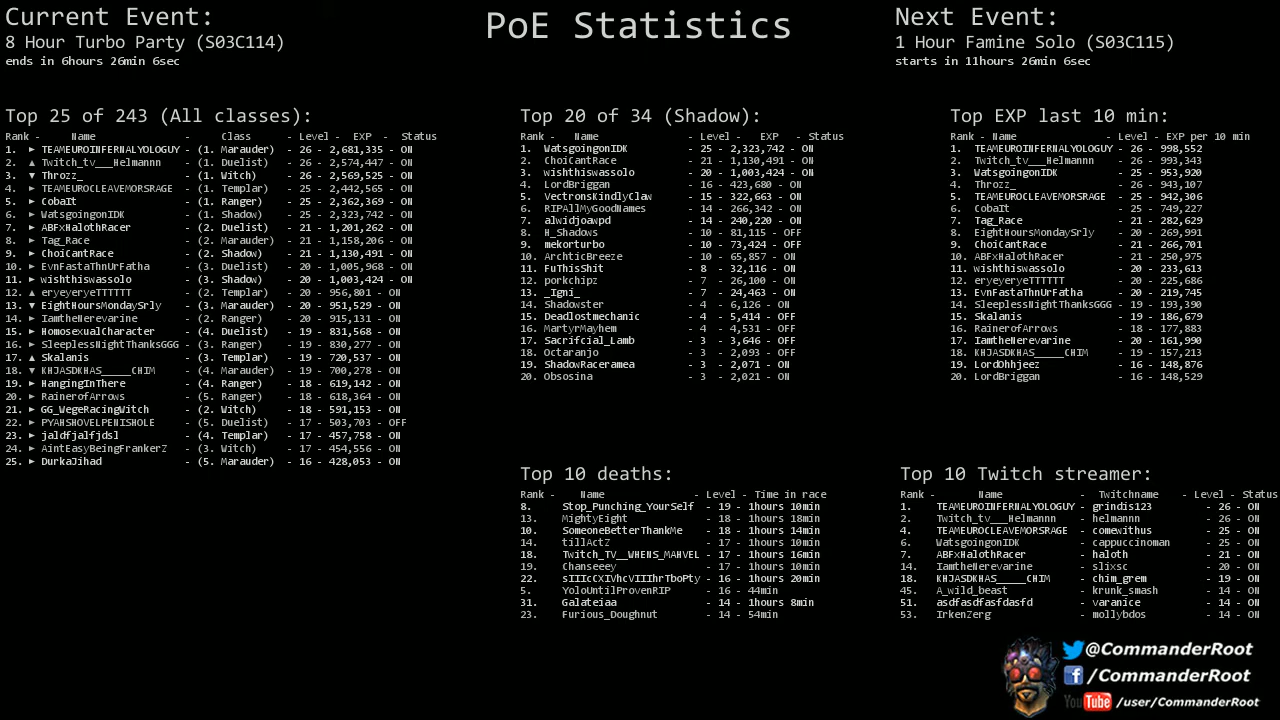 Current Event:
8 Hour Turbo Party (S03C114)
ends in 6hours 26min 6sec
PoE Statistics
Next Event:
1 Hour Famine Solo (S03C115)
starts in 11hours 26min 6sec
Top 25 of 243 (All classes):
Rank - Name - Class - Level - EXP - Status
1. ► TEAMEUROINFERNALYOLOGUY - (1. Marauder) - 26 - 2,681,335 - ON
2. ▲ Twitch_tv___Helmannn - (1. Duelist) - 26 - 2,574,447 - ON
3. ▼ Throzz_ - (1. Witch) - 26 - 2,569,525 - ON
4. ► TEAMEUROCLEAVEMORSRAGE - (1. Templar) - 25 - 2,442,565 - ON
5. ► Cobalt - (1. Ranger) - 25 - 2,362,369 - ON
6. ► WatsgoingonIDK - (1. Shadow) - 25 - 2,323,742 - ON
7. ► ABFxHalothRacer - (2. Duelist) - 21 - 1,201,262 - ON
8. ► Tag_Race - (2. Marauder) - 21 - 1,158,206 - ON
9. ► ChoiCantRace - (2. Shadow) - 21 - 1,130,491 - ON
10. ► EvnFastaThnUrFatha - (3. Duelist) - 20 - 1,005,968 - ON
11. ► wishthiswassolo - (3. Shadow) - 20 - 1,003,424 - ON
12. ▲ eryeyeryeTTTTTT - (2. Templar) - 20 - 956,801 - ON
13. ▼ EightHoursMondaySrly - (3. Marauder) - 20 - 951,529 - ON
14. ► IamtheNerevarine - (2. Ranger) - 20 - 915,131 - ON
15. ► HomosexualCharacter - (4. Duelist) - 19 - 831,568 - ON
16. ► SleeplessNightThanksGGG - (3. Ranger) - 19 - 830,277 - ON
17. ▲ Skalanis - (3. Templar) - 19 - 720,537 - ON
18. ▼ KHJASDKHAS_____CHIM - (4. Marauder) - 19 - 700,278 - ON
19. ► HangingInThere - (4. Ranger) - 18 - 619,142 - ON
20. ► RainerofArrows - (5. Ranger) - 18 - 618,364 - ON
21. ► GG_WegeRacingWitch - (2. Witch) - 18 - 591,153 - ON
22. ► PYAHSHOVELPENISHOLE - (5. Duelist) - 17 - 503,703 - OFF
23. ► jaldfjalfjdsl - (4. Templar) - 17 - 457,758 - ON
24. ► AintEasyBeingFrankerZ - (3. Witch) - 17 - 454,556 - ON
25. ► DurkaJihad - (5. Marauder) - 16 - 428,053 - ON
Top 20 of 34 (Shadow):
Rank - Name - Level - EXP - Status
1. WatsgoingonIDK - 25 - 2,323,742 - ON
2. ChoiCantRace - 21 - 1,130,491 - ON
3. wishthiswassolo - 20 - 1,003,424 - ON
4. LordBriggan - 16 - 423,680 - ON
5. VectronsKindlyClaw - 15 - 322,663 - ON
6. RIPAllMyGoodNames - 14 - 266,342 - ON
7. alwidjoawpd - 14 - 240,220 - ON
8. H_Shadows - 10 - 81,115 - OFF
9. mekorturbo - 10 - 73,424 - OFF
10. ArchticBreeze - 10 - 65,857 - ON
11. FuThisShit - 8 - 32,116 - ON
12. porkchipz - 7 - 26,100 - ON
13. _Igni_ - 7 - 24,463 - ON
14. Shadowster - 4 - 6,126 - ON
15. Deadlostmechanic - 4 - 5,414 - OFF
16. MartyrMayhem - 4 - 4,531 - OFF
17. Sacrifcial_Lamb - 3 - 3,646 - OFF
18. Octaranjo - 3 - 2,093 - OFF
19. ShadowRaceramea - 3 - 2,071 - ON
20. Obsosina - 3 - 2,021 - ON
Top EXP last 10 min:
Rank - Name - Level - EXP per 10 min
1. TEAMEUROINFERNALYOLOGUY - 26 - 998,552
2. Twitch_tv___Helmannn - 26 - 993,343
3. WatsgoingonIDK - 25 - 953,920
4. Throzz_ - 26 - 943,107
5. TEAMEUROCLEAVEMORSRAGE - 25 - 942,306
6. Cobalt - 25 - 749,227
7. Tag_Race - 21 - 282,629
8. EightHoursMondaySrly - 20 - 269,991
9. ChoiCantRace - 21 - 266,701
10. ABFxHalothRacer - 21 - 250,975
11. wishthiswassolo - 20 - 233,613
12. eryeyeryeTTTTTT - 20 - 225,686
13. EvnFastaThnUrFatha - 20 - 219,745
14. SleeplessNightThanksGGG - 19 - 193,390
15. Skalanis - 19 - 186,679
16. RainerofArrows - 18 - 177,883
17. IamtheNerevarine - 20 - 161,990
18. KHJASDKHAS_____CHIM - 19 - 157,213
19. LordOhhjeez - 16 - 148,876
20. LordBriggan - 16 - 148,529
Top 10 deaths:
Rank - Name - Level - Time in race
8. Stop_Punching_YourSelf - 19 - 1hours 10min
13. MightyEight - 18 - 1hours 18min
10. SomeoneBetterThankMe - 18 - 1hours 14min
14. tillActZ - 17 - 1hours 10min
18. Twitch_TV__WHENS_MAHVEL - 17 - 1hours 16min
19. Chanseeey - 17 - 1hours 10min
22. sIIIcCXIVhcVIIIhrTboPty - 16 - 1hours 20min
5. YoloUntilProvenRIP - 16 - 44min
31. Galateiaa - 14 - 1hours 8min
23. Furious_Doughnut - 14 - 54min
Top 10 Twitch streamer:
Rank - Name - Twitchname - Level - Status
1. TEAMEUROINFERNALYOLOGUY - grindis123 - 26 - ON
2. Twitch_tv___Helmannn - helmannn - 26 - ON
4. TEAMEUROCLEAVEMORSRAGE - comewithus - 25 - ON
6. WatsgoingonIDK - cappuccinoman - 25 - ON
7. ABFxHalothRacer - haloth - 21 - ON
14. IamtheNerevarine - slixsc - 20 - ON
18. KHJASDKHAS_____CHIM - chim_grem - 19 - ON
45. A_wild_beast - krunk_smash - 14 - ON
51. asdfasdfasfdasfd - varanice - 14 - ON
53. IrkenZerg - mollybdos - 14 - ON
@CommanderRoot
f /CommanderRoot
YouTube /user/CommanderRoot